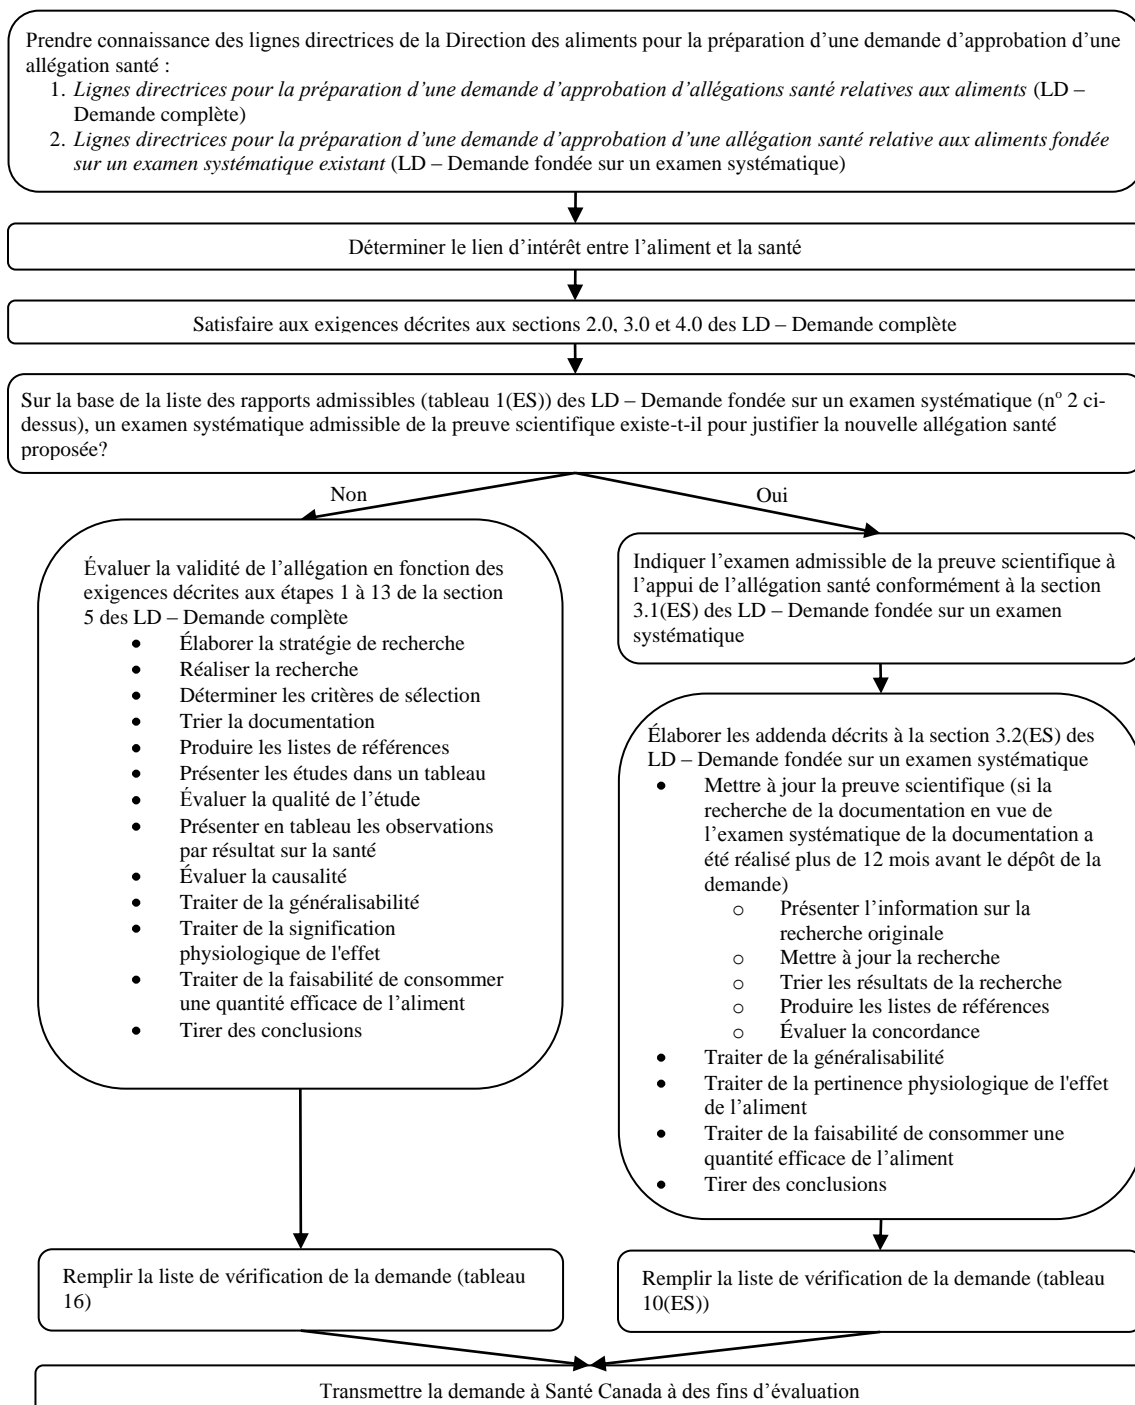 Prendre connaissance des lignes directrices de la Direction des aliments pour la préparation d’une demande d’approbation d’une
allégation santé :
1. Lignes directrices pour la préparation d’une demande d’approbation d’allégations santé relatives aux aliments (LD –
Demande complète)
2. Lignes directrices pour la préparation d’une demande d’approbation d’une allégation santé relative aux aliments fondée
sur un examen systématique existant (LD – Demande fondée sur un examen systématique)
Déterminer le lien d’intérêt entre l’aliment et la santé
Satisfaire aux exigences décrites aux sections 2.0, 3.0 et 4.0 des LD – Demande complète
Sur la base de la liste des rapports admissibles (tableau 1(ES)) des LD – Demande fondée sur un examen systématique (nº 2 ci-
dessus), un examen systématique admissible de la preuve scientifique existe-t-il pour justifier la nouvelle allégation santé
proposée?
Non
Oui
Évaluer la validité de l’allégation en fonction des
exigences décrites aux étapes 1 à 13 de la section
5 des LD – Demande complète
• Élaborer la stratégie de recherche
• Réaliser la recherche
• Déterminer les critères de sélection
• Trier la documentation
• Produire les listes de références
• Présenter les études dans un tableau
• Évaluer la qualité de l’étude
• Présenter en tableau les observations
par résultat sur la santé
• Évaluer la causalité
• Traiter de la généralisabilité
• Traiter de la signification
physiologique de l'effet
• Traiter de la faisabilité de consommer
une quantité efficace de l’aliment
• Tirer des conclusions
Indiquer l’examen admissible de la preuve scientifique à
l’appui de l’allégation santé conformément à la section
3.1(ES) des LD – Demande fondée sur un examen
systématique
Élaborer les addenda décrits à la section 3.2(ES) des
LD – Demande fondée sur un examen systématique
• Mettre à jour la preuve scientifique (si la
recherche de la documentation en vue de
l’examen systématique de la documentation a
été réalisé plus de 12 mois avant le dépôt de la
demande)
o Présenter l’information sur la
recherche originale
o Mettre à jour la recherche
o Trier les résultats de la recherche
o Produire les listes de références
o Évaluer la concordance
• Traiter de la généralisabilité
• Traiter de la pertinence physiologique de l'effet
de l’aliment
• Traiter de la faisabilité de consommer une
quantité efficace de l’aliment
• Tirer des conclusions
Remplir la liste de vérification de la demande (tableau
16)
Remplir la liste de vérification de la demande (tableau
10(ES))
Transmettre la demande à Santé Canada à des fins d’évaluation